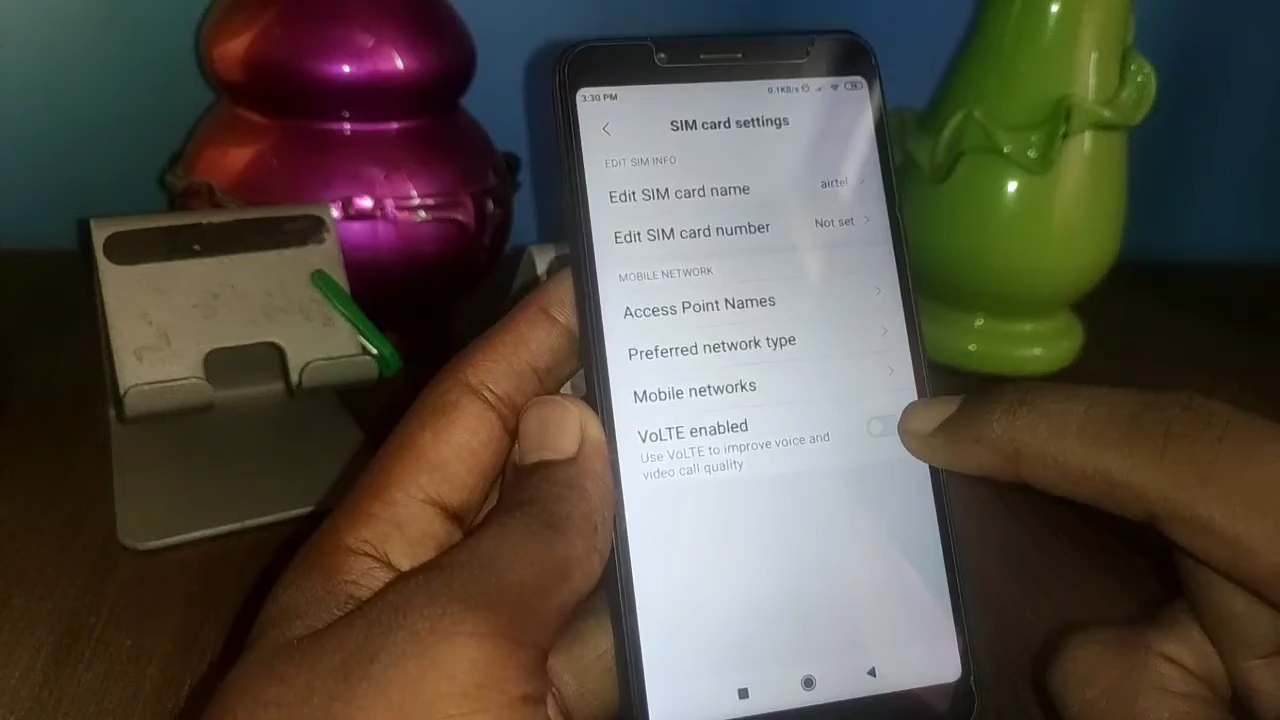 3:30 PM 0.1KB/s
SIM card settings
EDIT SIM INFO
Edit SIM card name airtel
Edit SIM card number Not set
MOBILE NETWORK
Access Point Names
Preferred network type
Mobile networks
VoLTE enabled
Use VoLTE to improve voice and
video call quality